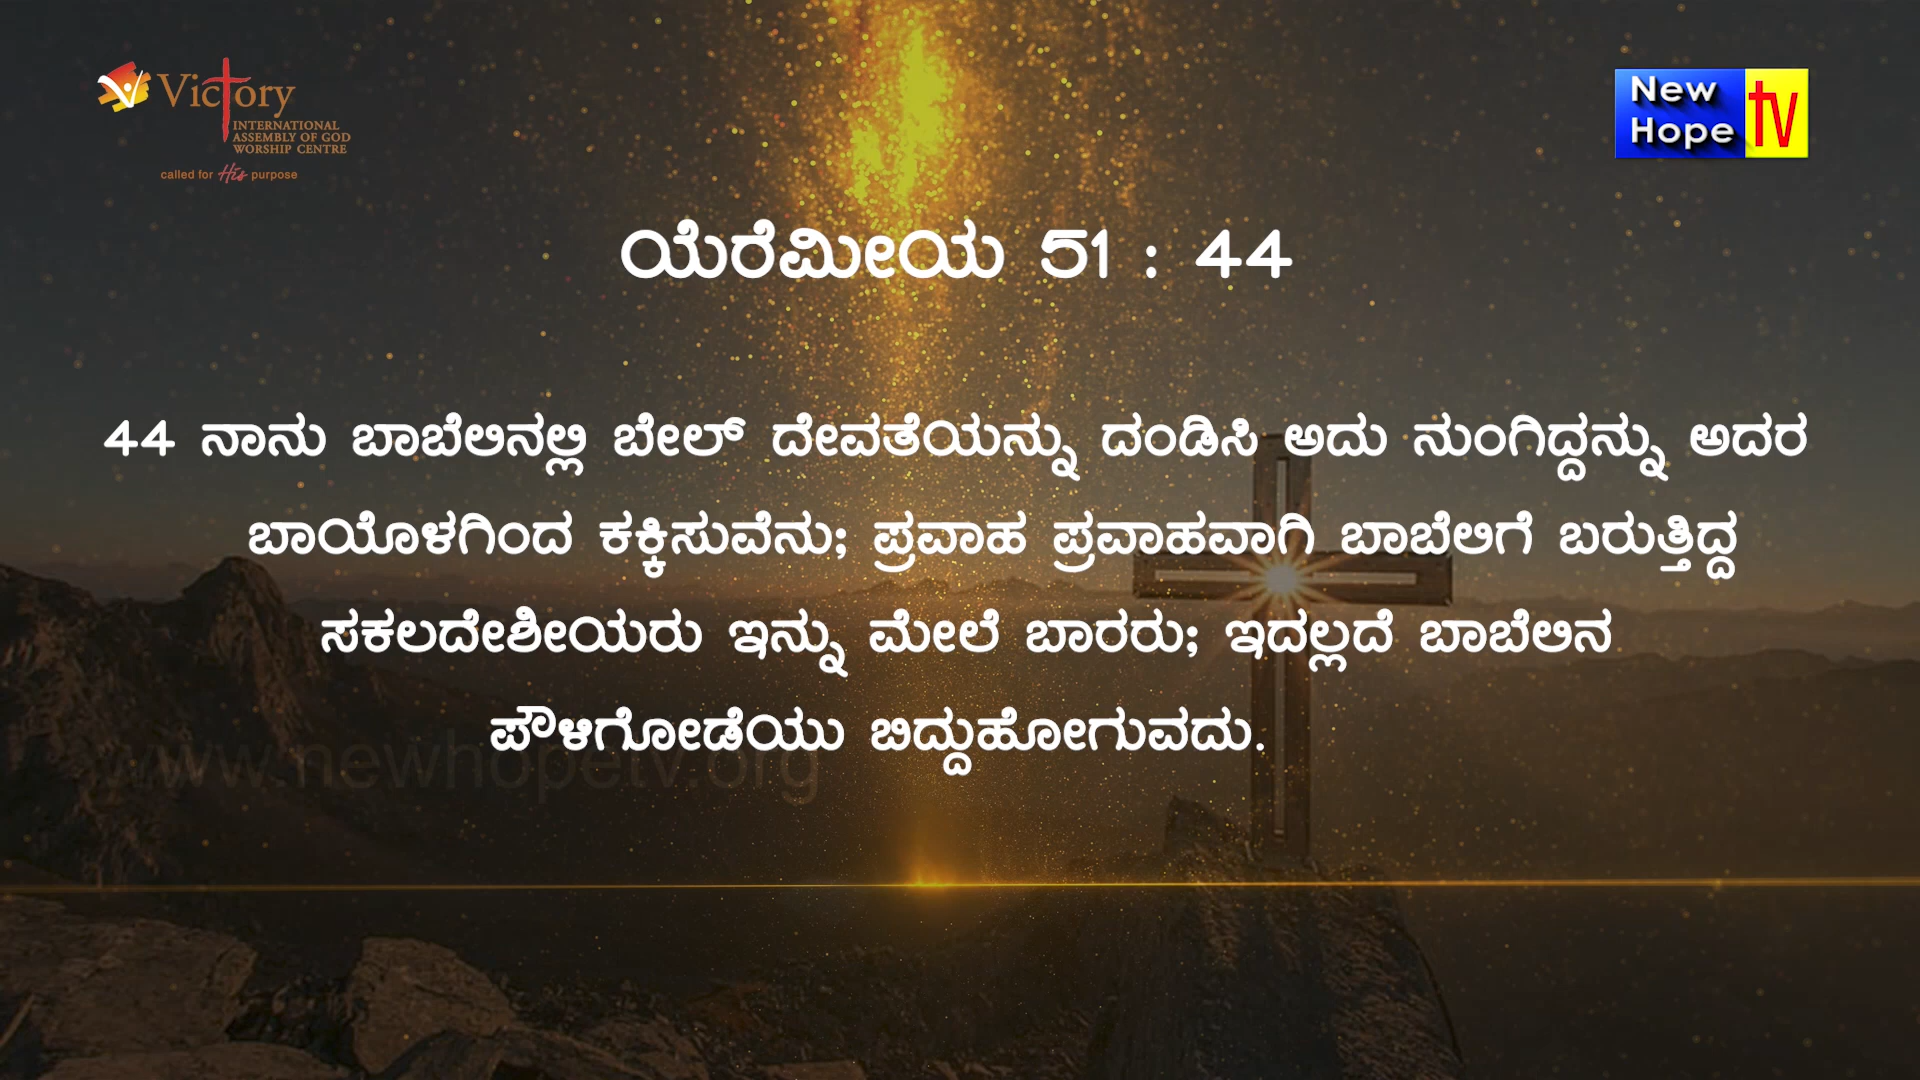 Victory
INTERNATIONAL
ASSEMBLY OF GOD
WORSHIP CENTRE
called for His purpose
New
Hope
tv
ಯೆರೆಮೀಯ 51 : 44
44 ನಾನು ಬಾಬೆಲಿನಲ್ಲಿ ಬೇಲ್ ದೇವತೆಯನ್ನು ದಂಡಿಸಿ ಅದು ನುಂಗಿದ್ದನ್ನು ಅದರ
ಬಾಯೊಳಗಿಂದ ಕಕ್ಕಿಸುವೆನು; ಪ್ರವಾಹ ಪ್ರವಾಹವಾಗಿ ಬಾಬೆಲಿಗೆ ಬರುತ್ತಿದ್ದ
ಸಕಲದೇಶೀಯರು ಇನ್ನು ಮೇಲೆ ಬಾರರು; ಇದಲ್ಲದೆ ಬಾಬೆಲಿನ
ಪೌಳಿಗೋಡೆಯು ಬಿದ್ದುಹೋಗುವದು.
www.newhopetv.org